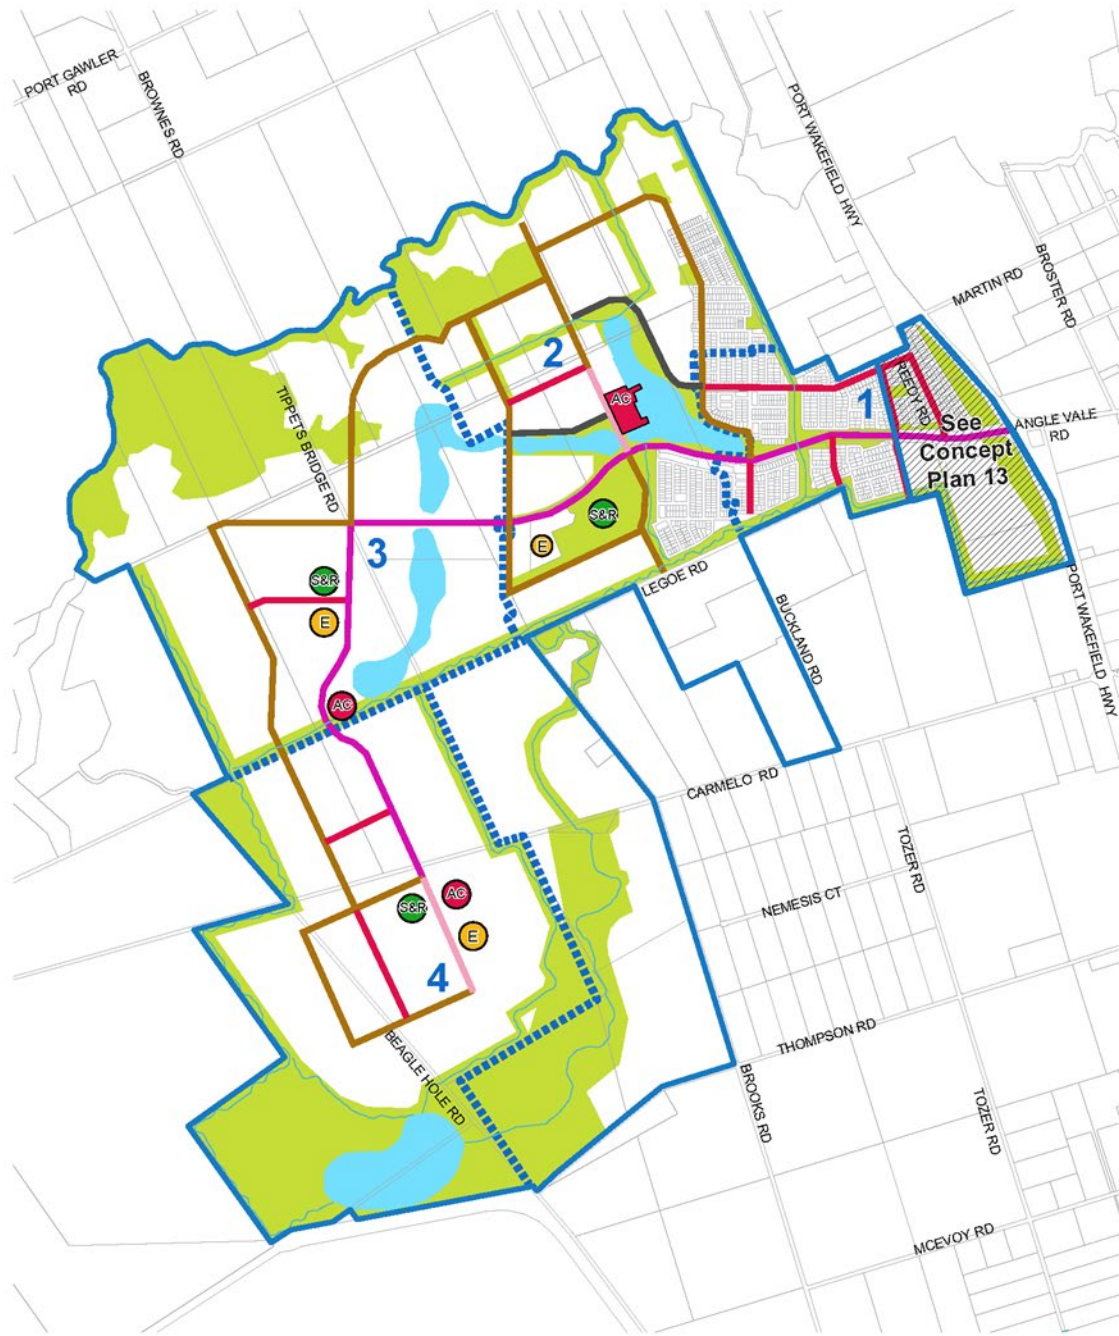 PORT GAWLER
RD
BROWNES RD
PORT WAKEFIELD HWY
BROSTER RD
MARTIN RD
TIPPETS BRIDGE RD
2
AC
1
REEDY RD
ANGLE VALE
RD
See
Concept
Plan 13
S&R
E
3
S&R
E
LEGOE RD
BUCKLAND RD
PORT WAKEFIELD HWY
AC
CARMELO RD
TOZER RD
NEMESIS CT
AC
S&R
E
4
BEAGLE HOLE RD
THOMPSON RD
BROOKS RD
TOZER RD
MCEVOY RD